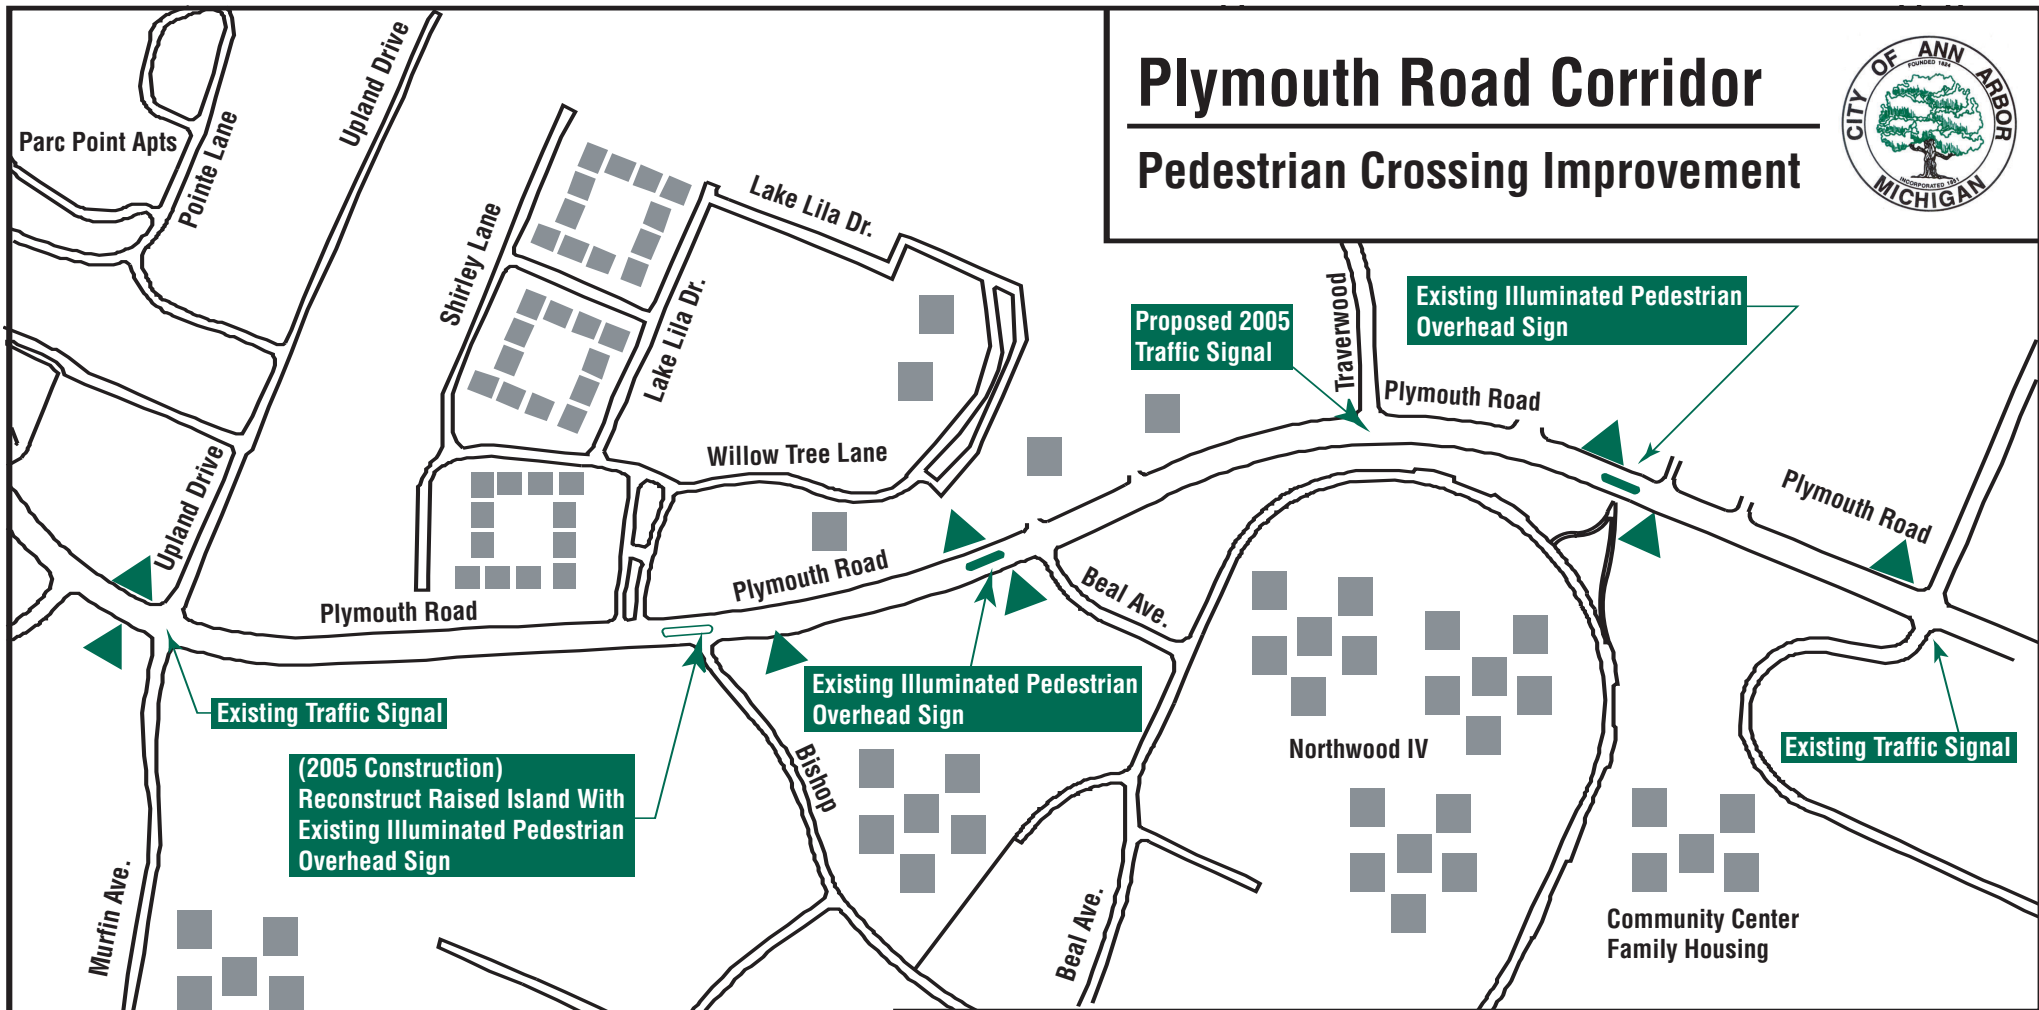 Plymouth Road Corridor
Pedestrian Crossing Improvement
CITY OF ANN ARBOR
FOUNDED 1824
INCORPORATED 1851
MICHIGAN
Parc Point Apts
Pointe Lane
Upland Drive
Shirley Lane
Lake Lila Dr.
Lake Lila Dr.
Willow Tree Lane
Upland Drive
Plymouth Road
Plymouth Road
Proposed 2005
Traffic Signal
Traverwood
Existing Illuminated Pedestrian
Overhead Sign
Plymouth Road
Plymouth Road
Beal Ave.
Existing Traffic Signal
Existing Illuminated Pedestrian
Overhead Sign
(2005 Construction)
Reconstruct Raised Island With
Existing Illuminated Pedestrian
Overhead Sign
Bishop
Northwood IV
Existing Traffic Signal
Murfin Ave.
Beal Ave.
Community Center
Family Housing